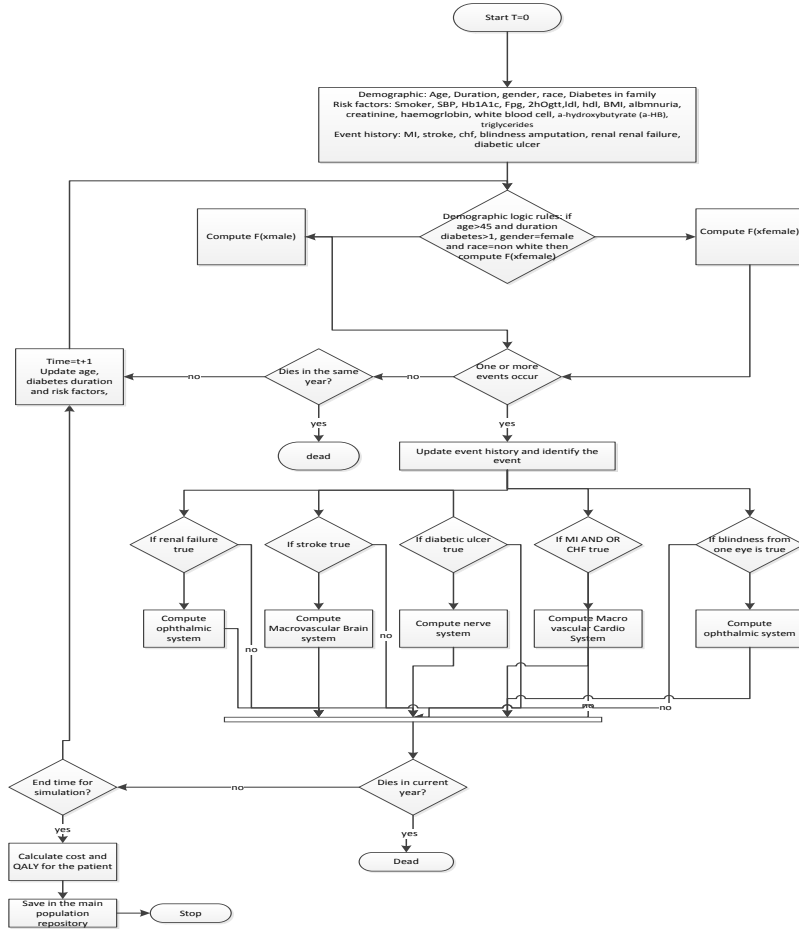 Start T=0
Demographic: Age, Duration, gender, race, Diabetes in family
Risk factors: Smoker, SBP, Hb1A1c, Fpg, 2hOgtt,ldl, hdl, BMI, albmnuria,
creatinine, haemogrlobin, white blood cell, a-hydroxybutyrate (a-HB),
triglycerides
Event history: MI, stroke, chf, blindness amputation, renal renal failure,
diabetic ulcer
Demographic logic rules: if
age>45 and duration
diabetes>1, gender=female
and race=non white then
compute F(xfemale)
Compute F(xmale)
Compute F(xfemale)
Time=t+1
Update age,
diabetes duration
and risk factors,
no
Dies in the same
year?
no
One or more
events occur
yes
yes
dead
Update event history and identify the
event
If renal failure
true
If stroke true
If diabetic ulcer
true
If MI AND OR
CHF true
If blindness from
one eye is true
Compute
ophthalmic
system
Compute
Macrovascular Brain
system
Compute nerve
system
Compute Macro
vascular Cardio
System
Compute
ophthalmic system
no
no
no
no
End time for
simulation?
no
Dies in current
year?
yes
yes
Calculate cost and
QALY for the patient
Dead
Save in the main
population
repository
Stop